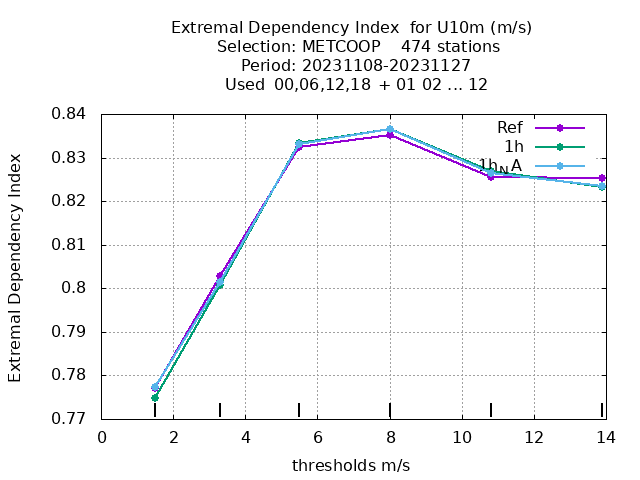 Extremal Dependency Index  for U10m (m/s)
Selection: METCOOP    474 stations
Period: 20231108-20231127
Used  00,06,12,18  + 01 02 ... 12
Extremal Dependency Index
0.84
0.83
0.82
0.81
0.8
0.79
0.78
0.77
Ref
1h
1h_NA
0 2 4 6 8 10 12 14
thresholds m/s